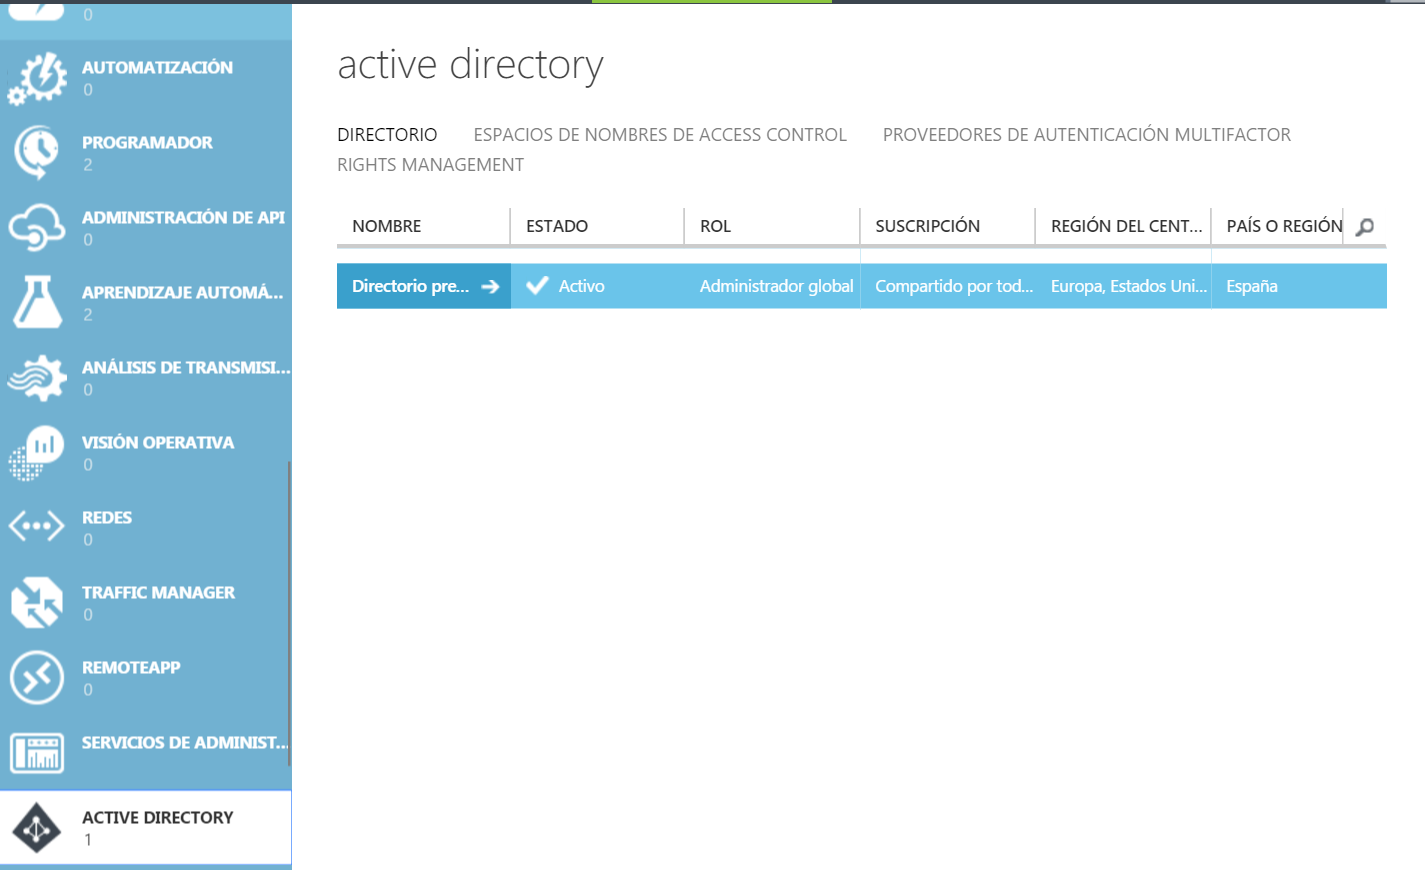 0
AUTOMATIZACIÓN
0
PROGRAMADOR
2
ADMINISTRACIÓN DE API
0
APRENDIZAJE AUTOMÁ...
2
ANÁLISIS DE TRANSMISI...
0
VISIÓN OPERATIVA
0
REDES
0
TRAFFIC MANAGER
0
REMOTEAPP
0
SERVICIOS DE ADMINIST...
ACTIVE DIRECTORY
1
active directory
DIRECTORIO ESPACIOS DE NOMBRES DE ACCESS CONTROL PROVEEDORES DE AUTENTICACIÓN MULTIFACTOR
RIGHTS MANAGEMENT
NOMBRE ESTADO ROL SUSCRIPCIÓN REGIÓN DEL CENT... PAÍS O REGIÓN
Directorio pre... Activo Administrador global Compartido por tod... Europa, Estados Uni... España